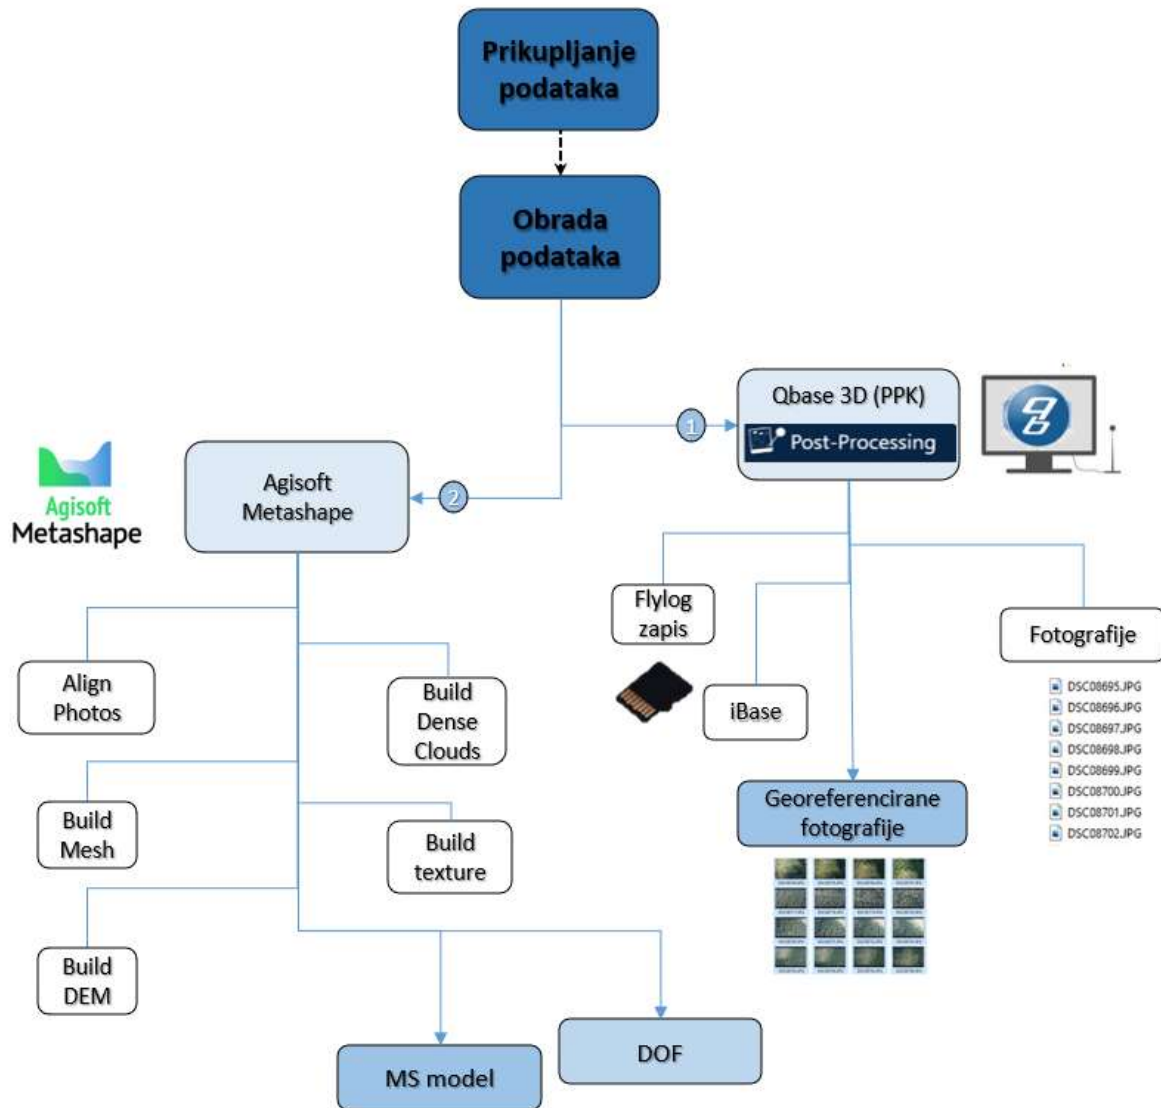 Prikupljanje
podataka
Obrada
podataka
1
Qbase 3D (PPK)
Post-Processing
2
Agisoft
Metashape
Agisoft
Metashape
Flylog
zapis
iBase
Fotografije
DSC08695.JPG
DSC08696.JPG
DSC08697.JPG
DSC08698.JPG
DSC08699.JPG
DSC08700.JPG
DSC08701.JPG
DSC08702.JPG
Georeferencirane
fotografije
Align
Photos
Build
Dense
Clouds
Build
Mesh
Build
texture
Build
DEM
MS model
DOF